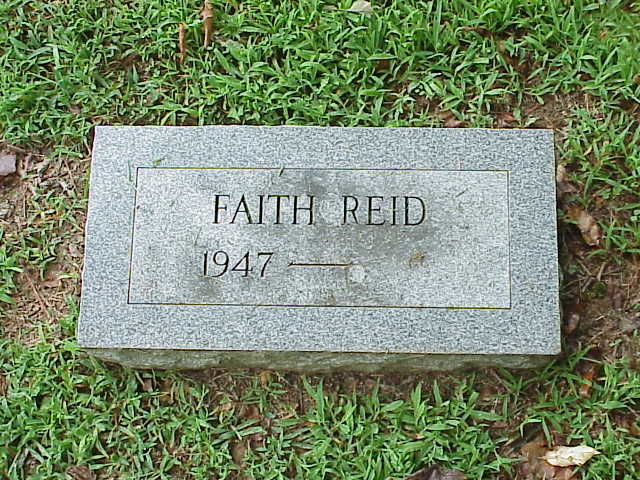 FAITH REID
1947 —